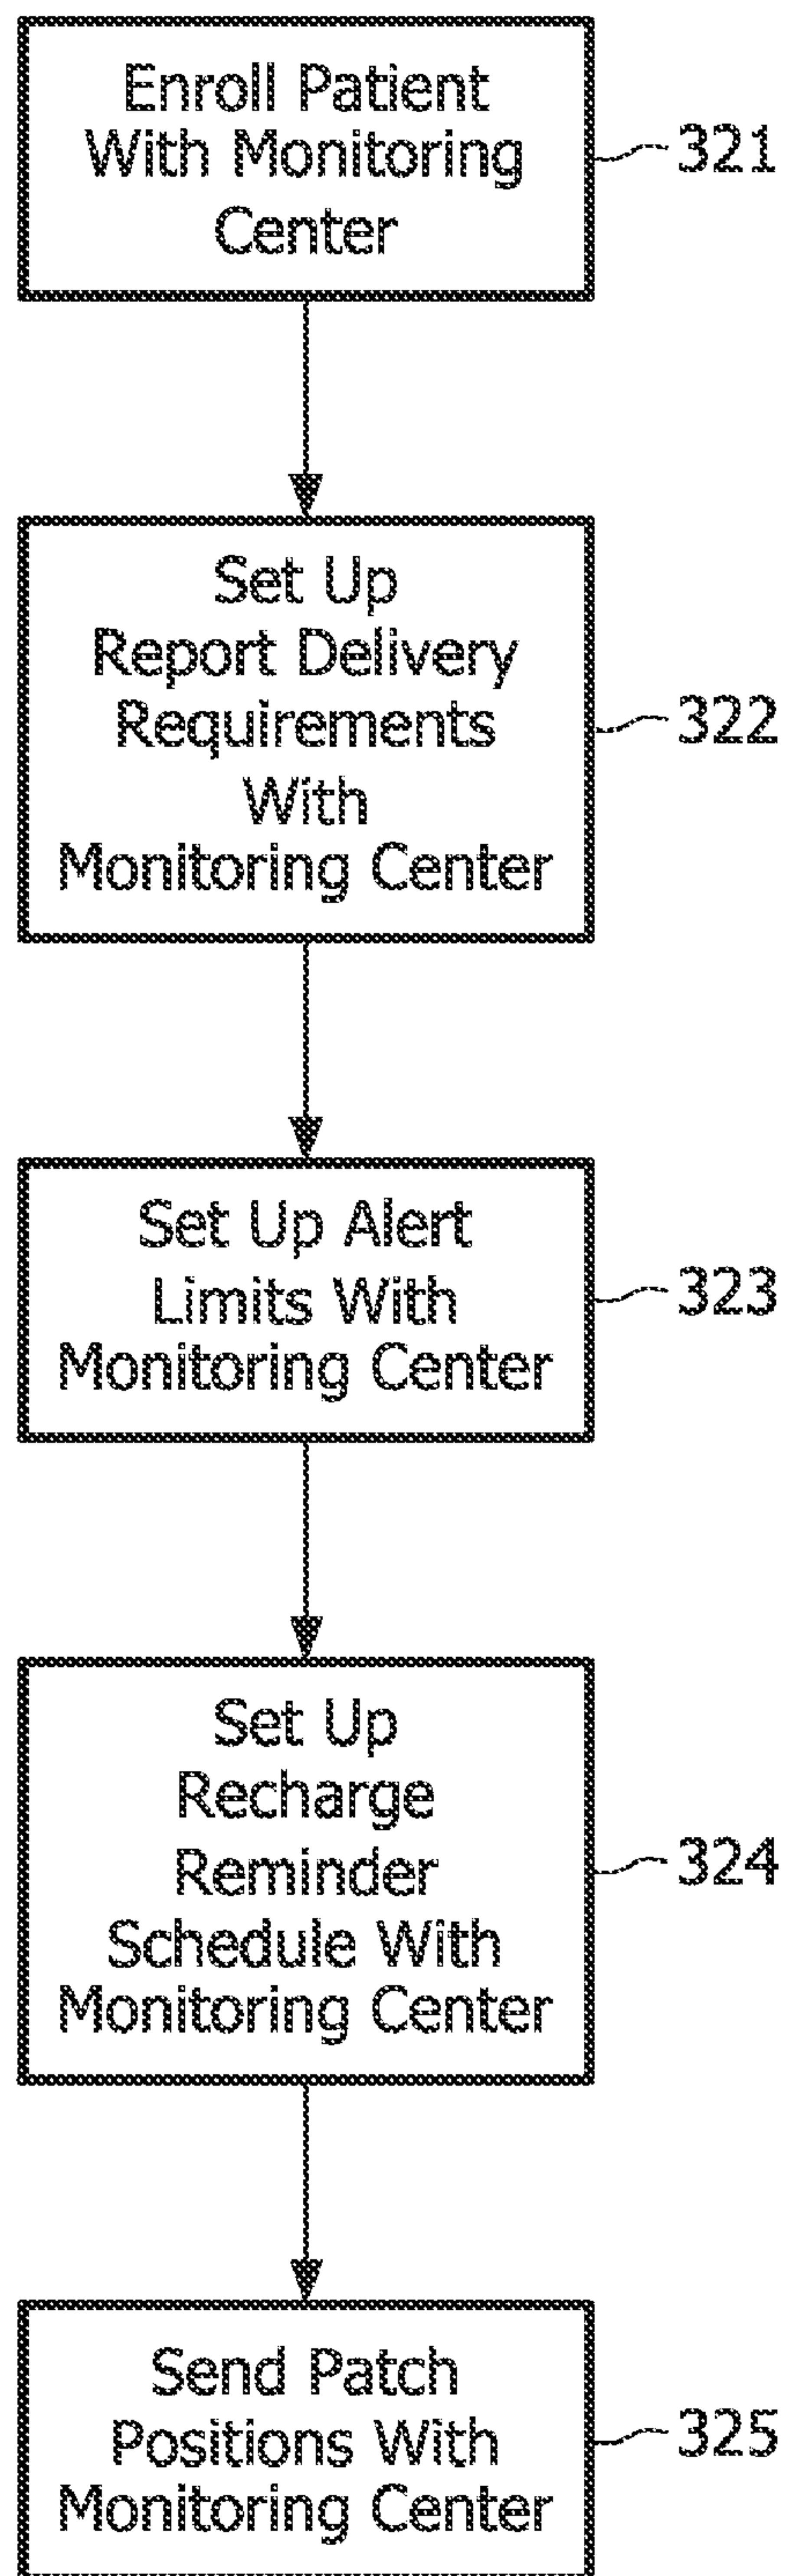 Enroll Patient
With Monitoring
Center
321
Set Up
Report Delivery
Requirements
With
Monitoring Center
322
Set Up Alert
Limits With
Monitoring Center
323
Set Up
Recharge
Reminder
Schedule With
Monitoring Center
324
Send Patch
Positions With
Monitoring Center
325